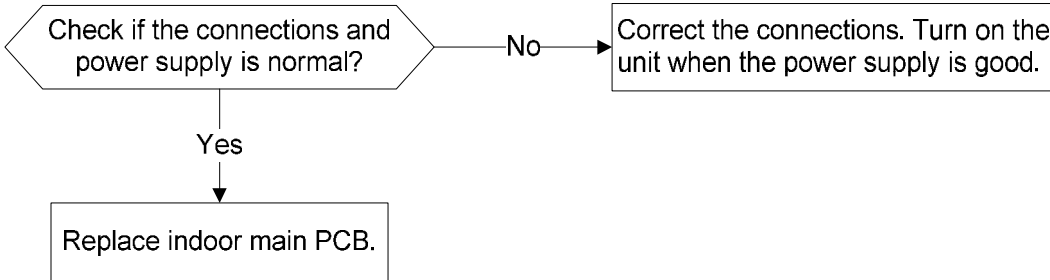 Check if the connections and
power supply is normal?
No
Correct the connections. Turn on the
unit when the power supply is good.
Yes
Replace indoor main PCB.